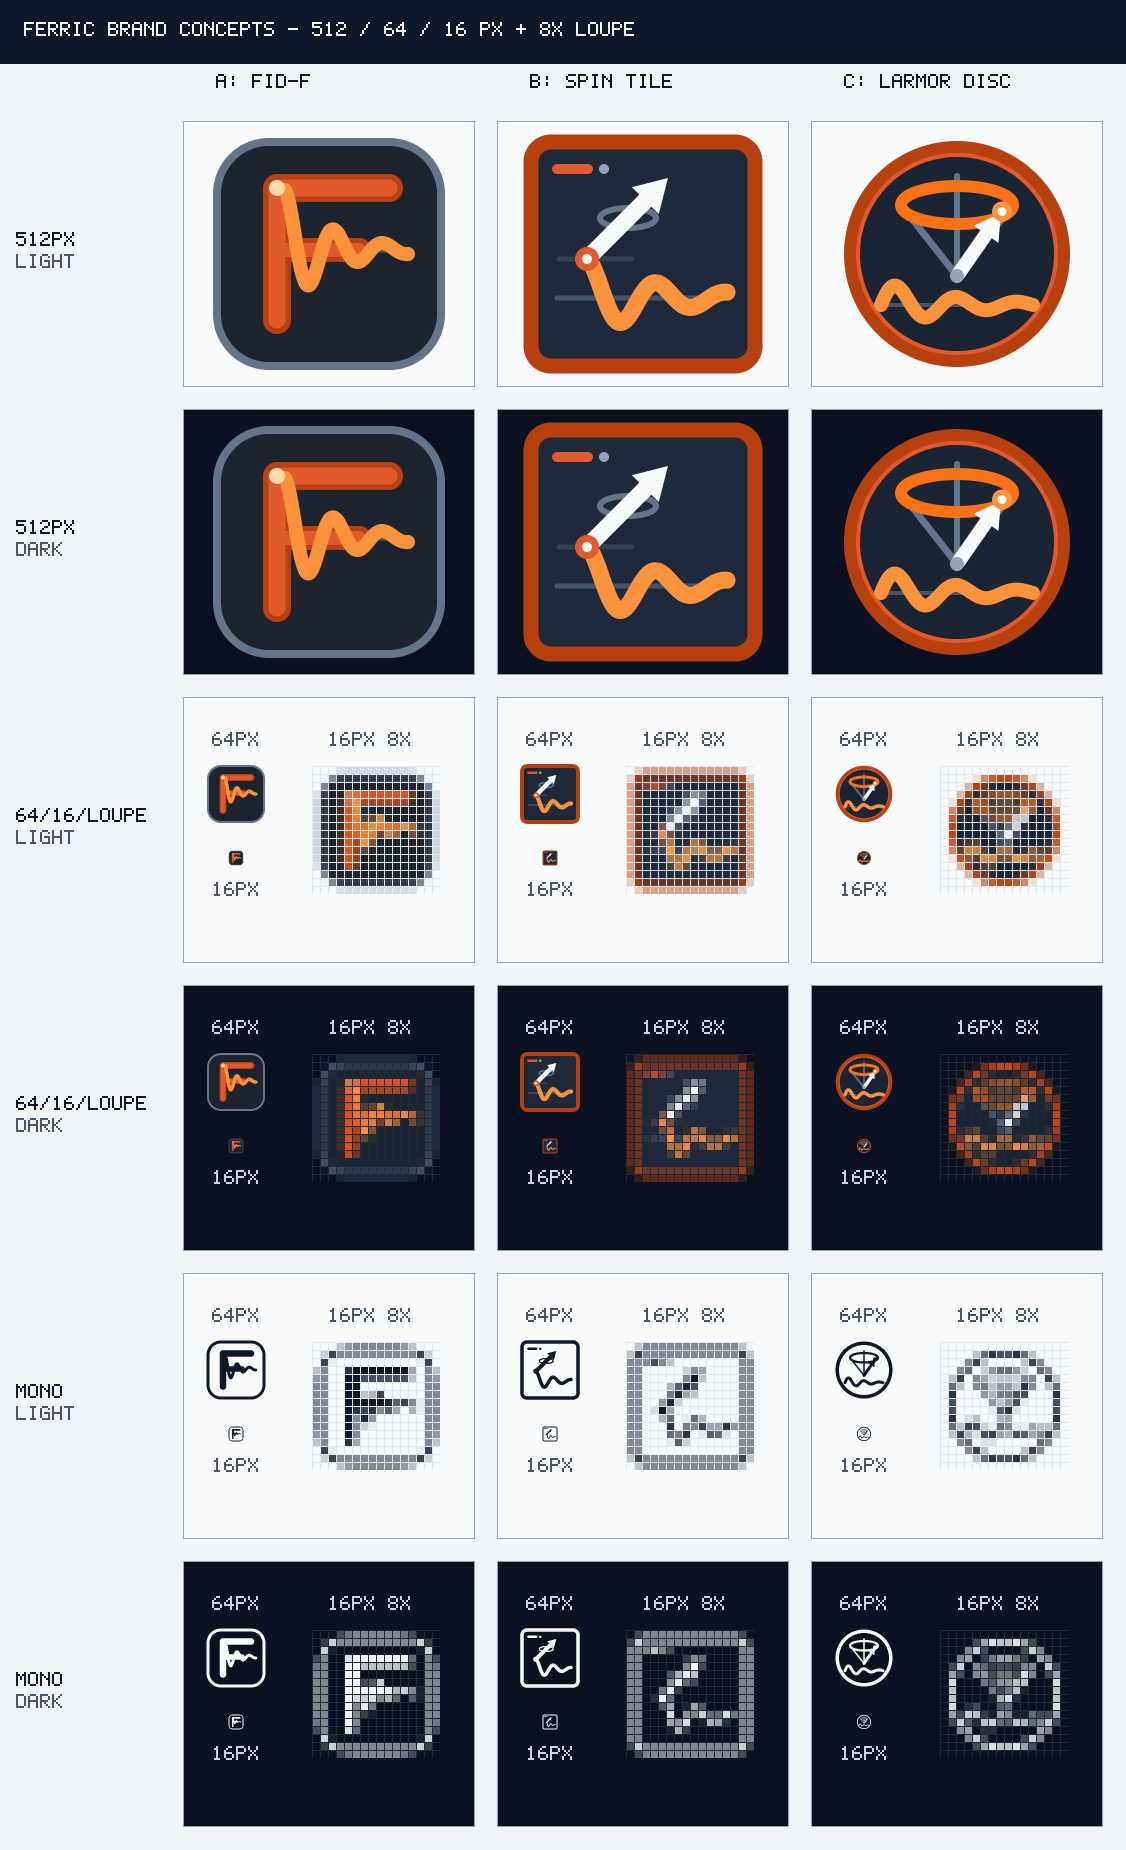 FERRIC BRAND CONCEPTS - 512 / 64 / 16 PX + 8X LOUPE
A: FID-F
B: SPIN TILE
C: LARMOR DISC
512PX
LIGHT
512PX
DARK
64/16/LOUPE
LIGHT
64PX
16PX 8X
16PX
64PX
16PX 8X
16PX
64PX
16PX 8X
16PX
64/16/LOUPE
DARK
64PX
16PX 8X
16PX
64PX
16PX 8X
16PX
64PX
16PX 8X
16PX
MONO
LIGHT
64PX
16PX 8X
16PX
64PX
16PX 8X
16PX
64PX
16PX 8X
16PX
MONO
DARK
64PX
16PX 8X
16PX
64PX
16PX 8X
16PX
64PX
16PX 8X
16PX